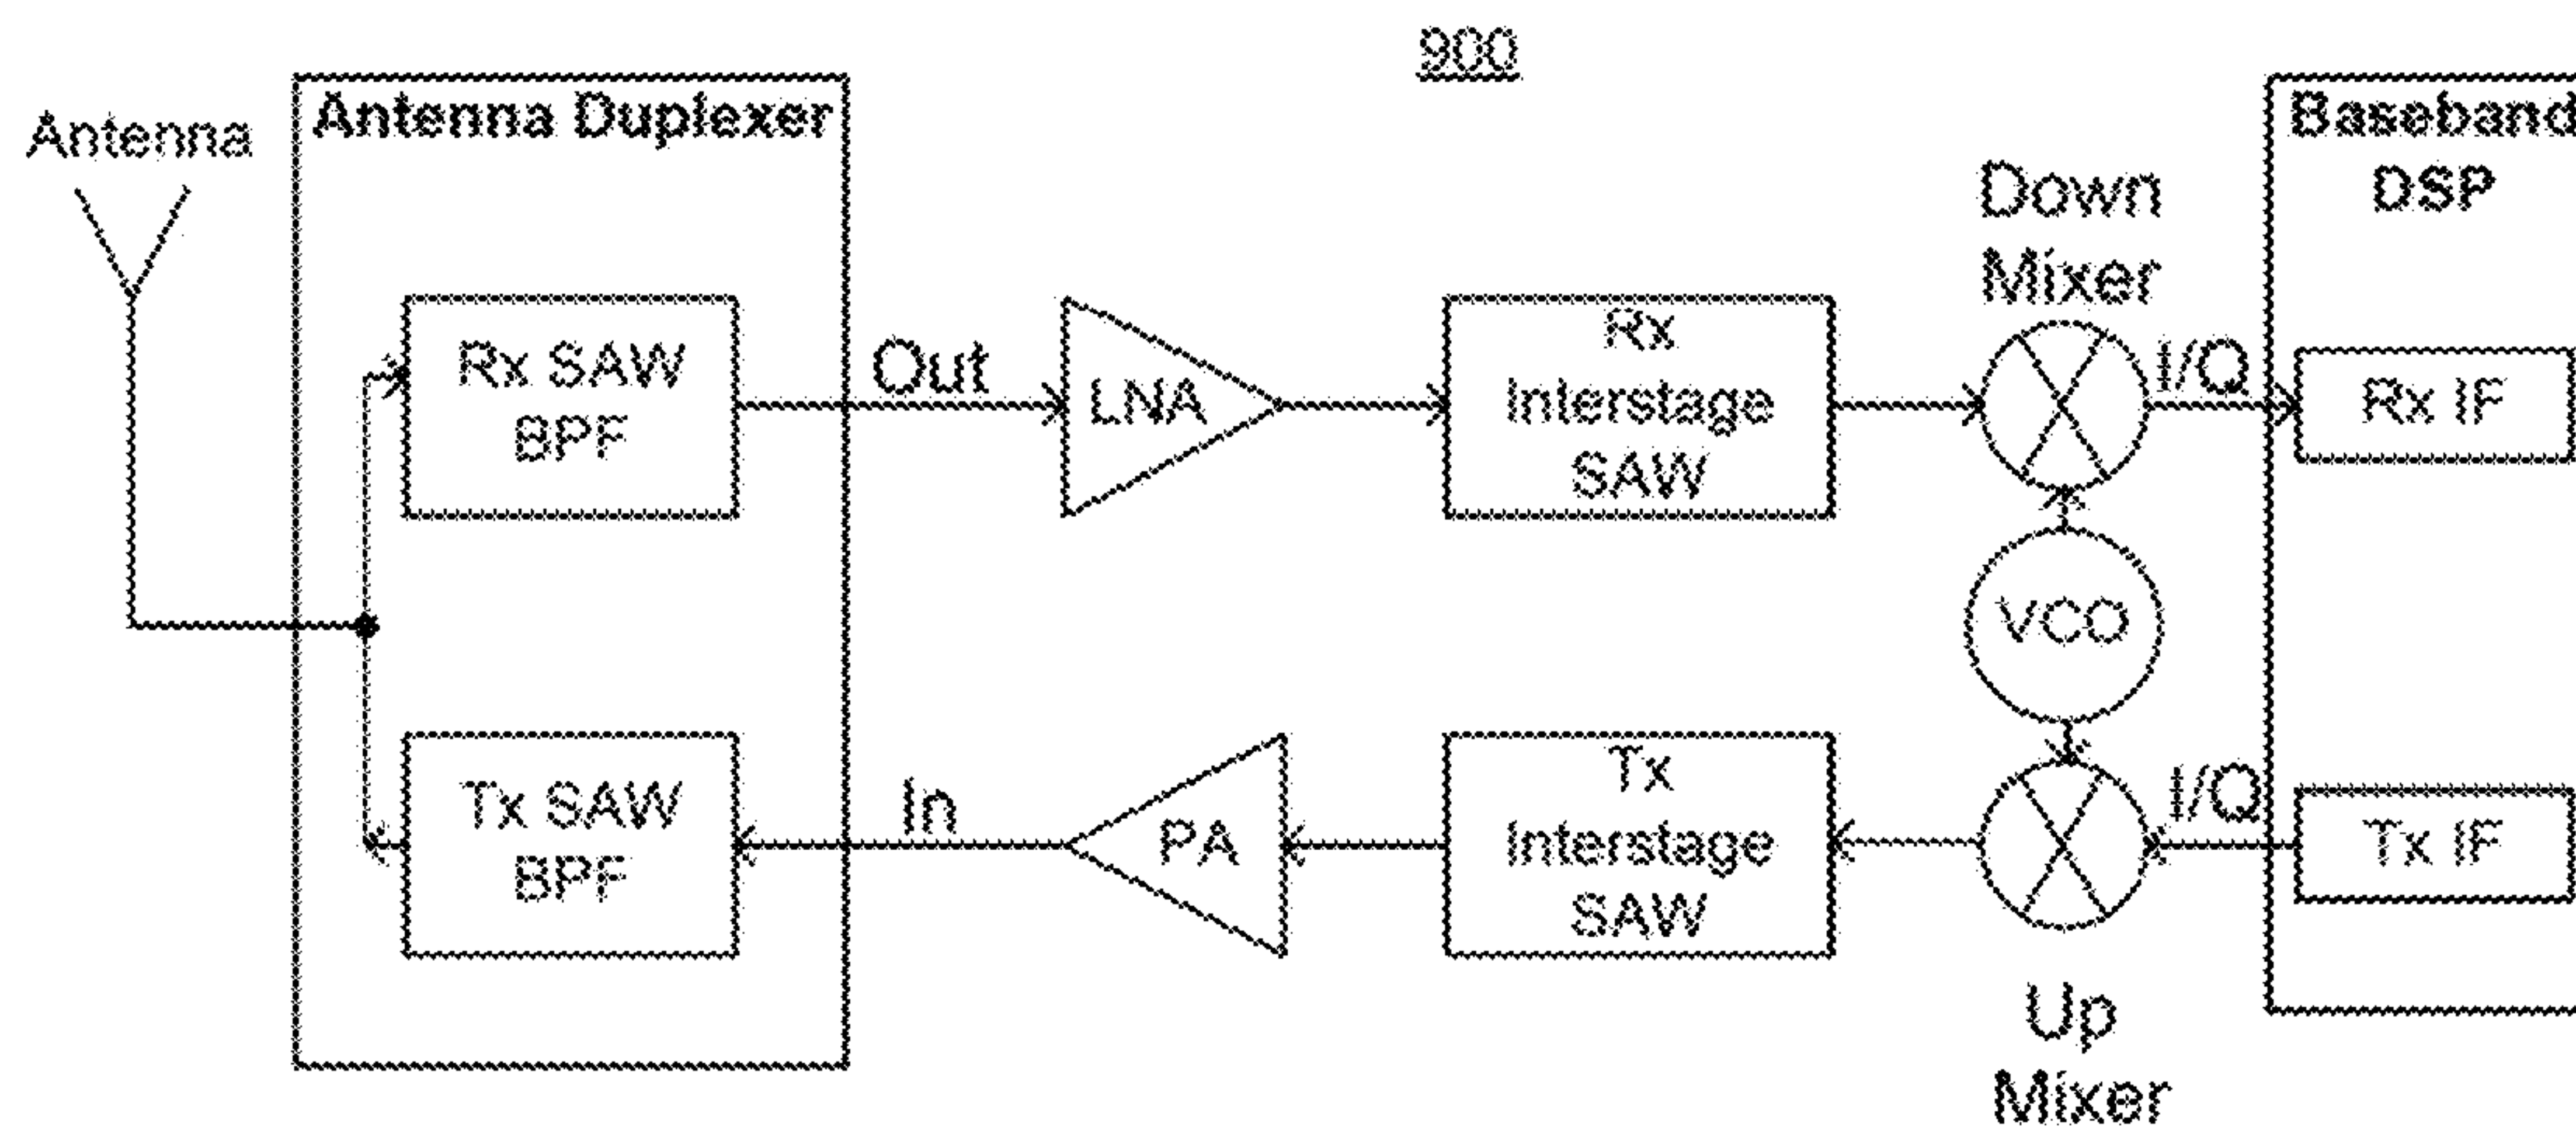 900
Antenna
Antenna Duplexer
Baseband
DSP
Down
Mixer
Rx SAW
BPF
Out
LNA
Rx
Interstage
SAW
I/Q
Rx IF
VCO
Tx SAW
BPF
In
PA
Tx
Interstage
SAW
I/Q
Tx IF
Up
Mixer